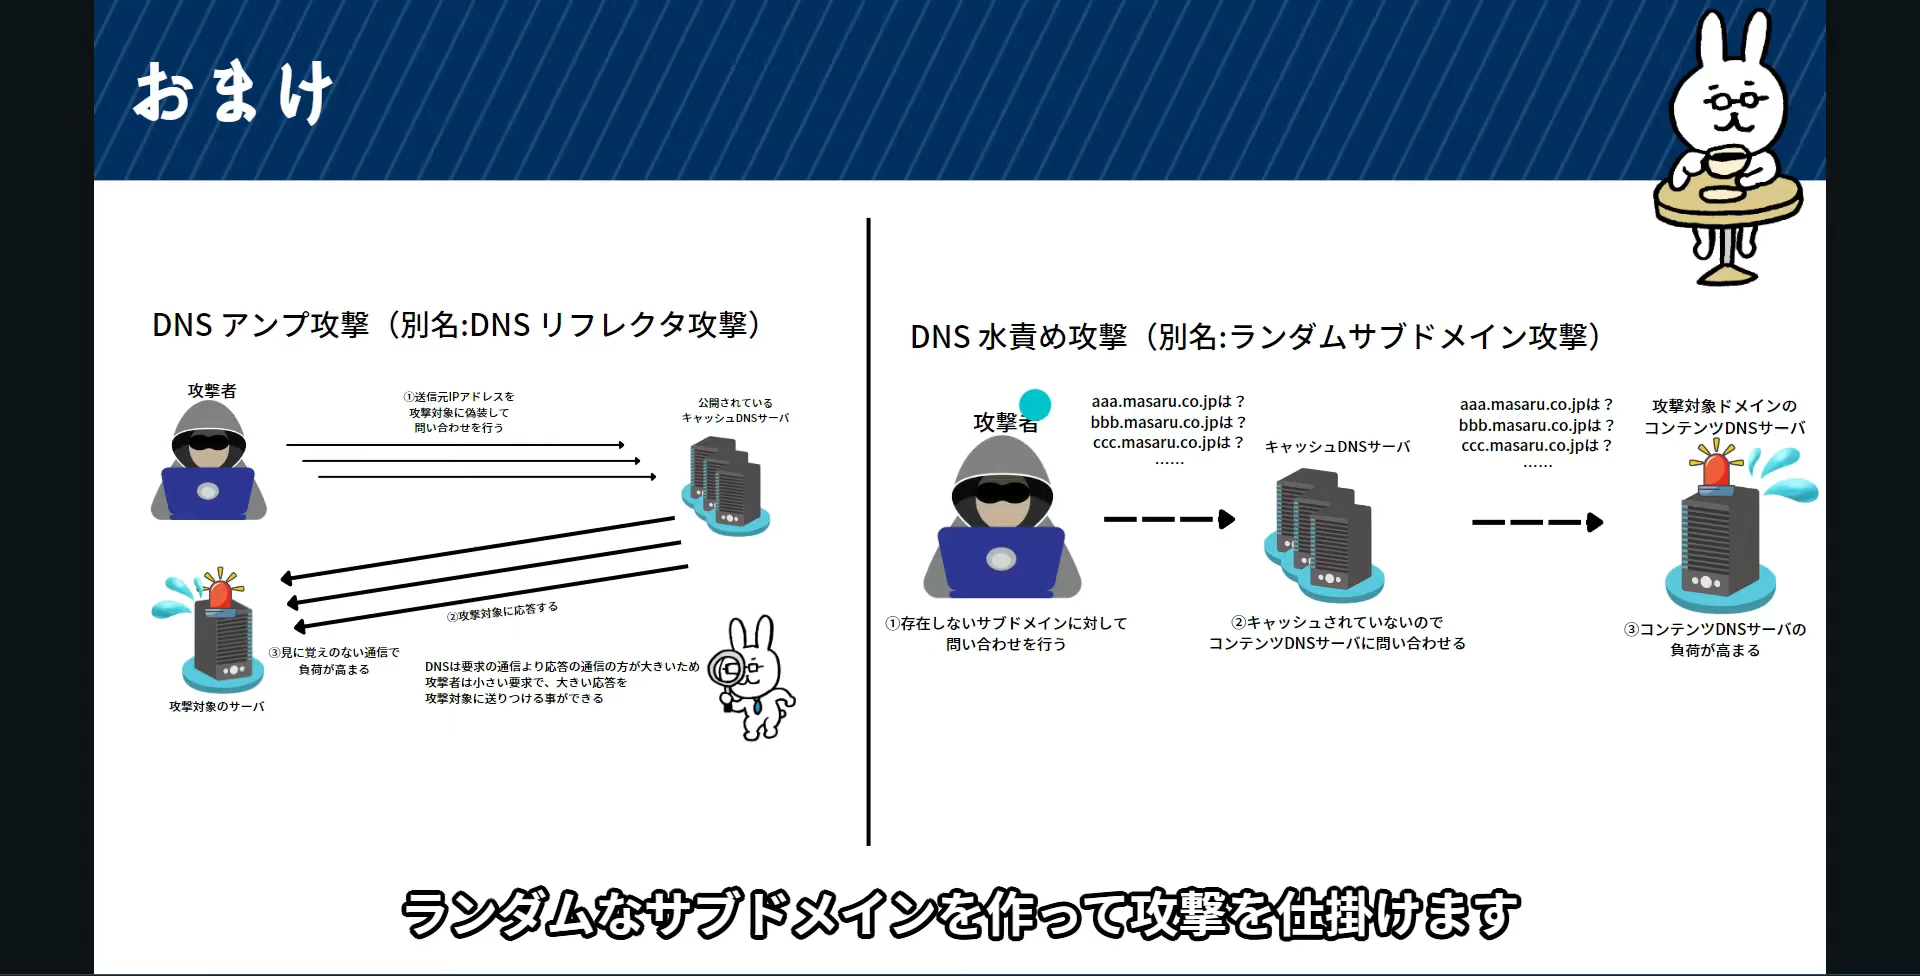 おまけ
DNS アンプ攻撃（別名:DNS リフレクタ攻撃）
攻撃者
①送信元IPアドレスを
攻撃対象に偽装して
問い合わせを行う
公開されている
キャッシュDNSサーバ
②攻撃対象に応答する
③見に覚えのない通信で
負荷が高まる
攻撃対象のサーバ
DNSは要求の通信より応答の通信の方が大きいため
攻撃者は小さい要求で、大きい応答を
攻撃対象に送りつける事ができる
DNS 水責め攻撃（別名:ランダムサブドメイン攻撃）
攻撃者
aaa.masaru.co.jpは？
bbb.masaru.co.jpは？
ccc.masaru.co.jpは？
……
キャッシュDNSサーバ
aaa.masaru.co.jpは？
bbb.masaru.co.jpは？
ccc.masaru.co.jpは？
……
攻撃対象ドメインの
コンテンツDNSサーバ
①存在しないサブドメインに対して
問い合わせを行う
②キャッシュされていないので
コンテンツDNSサーバに問い合わせる
③コンテンツDNSサーバの
負荷が高まる
ランダムなサブドメインを作って攻撃を仕掛けます